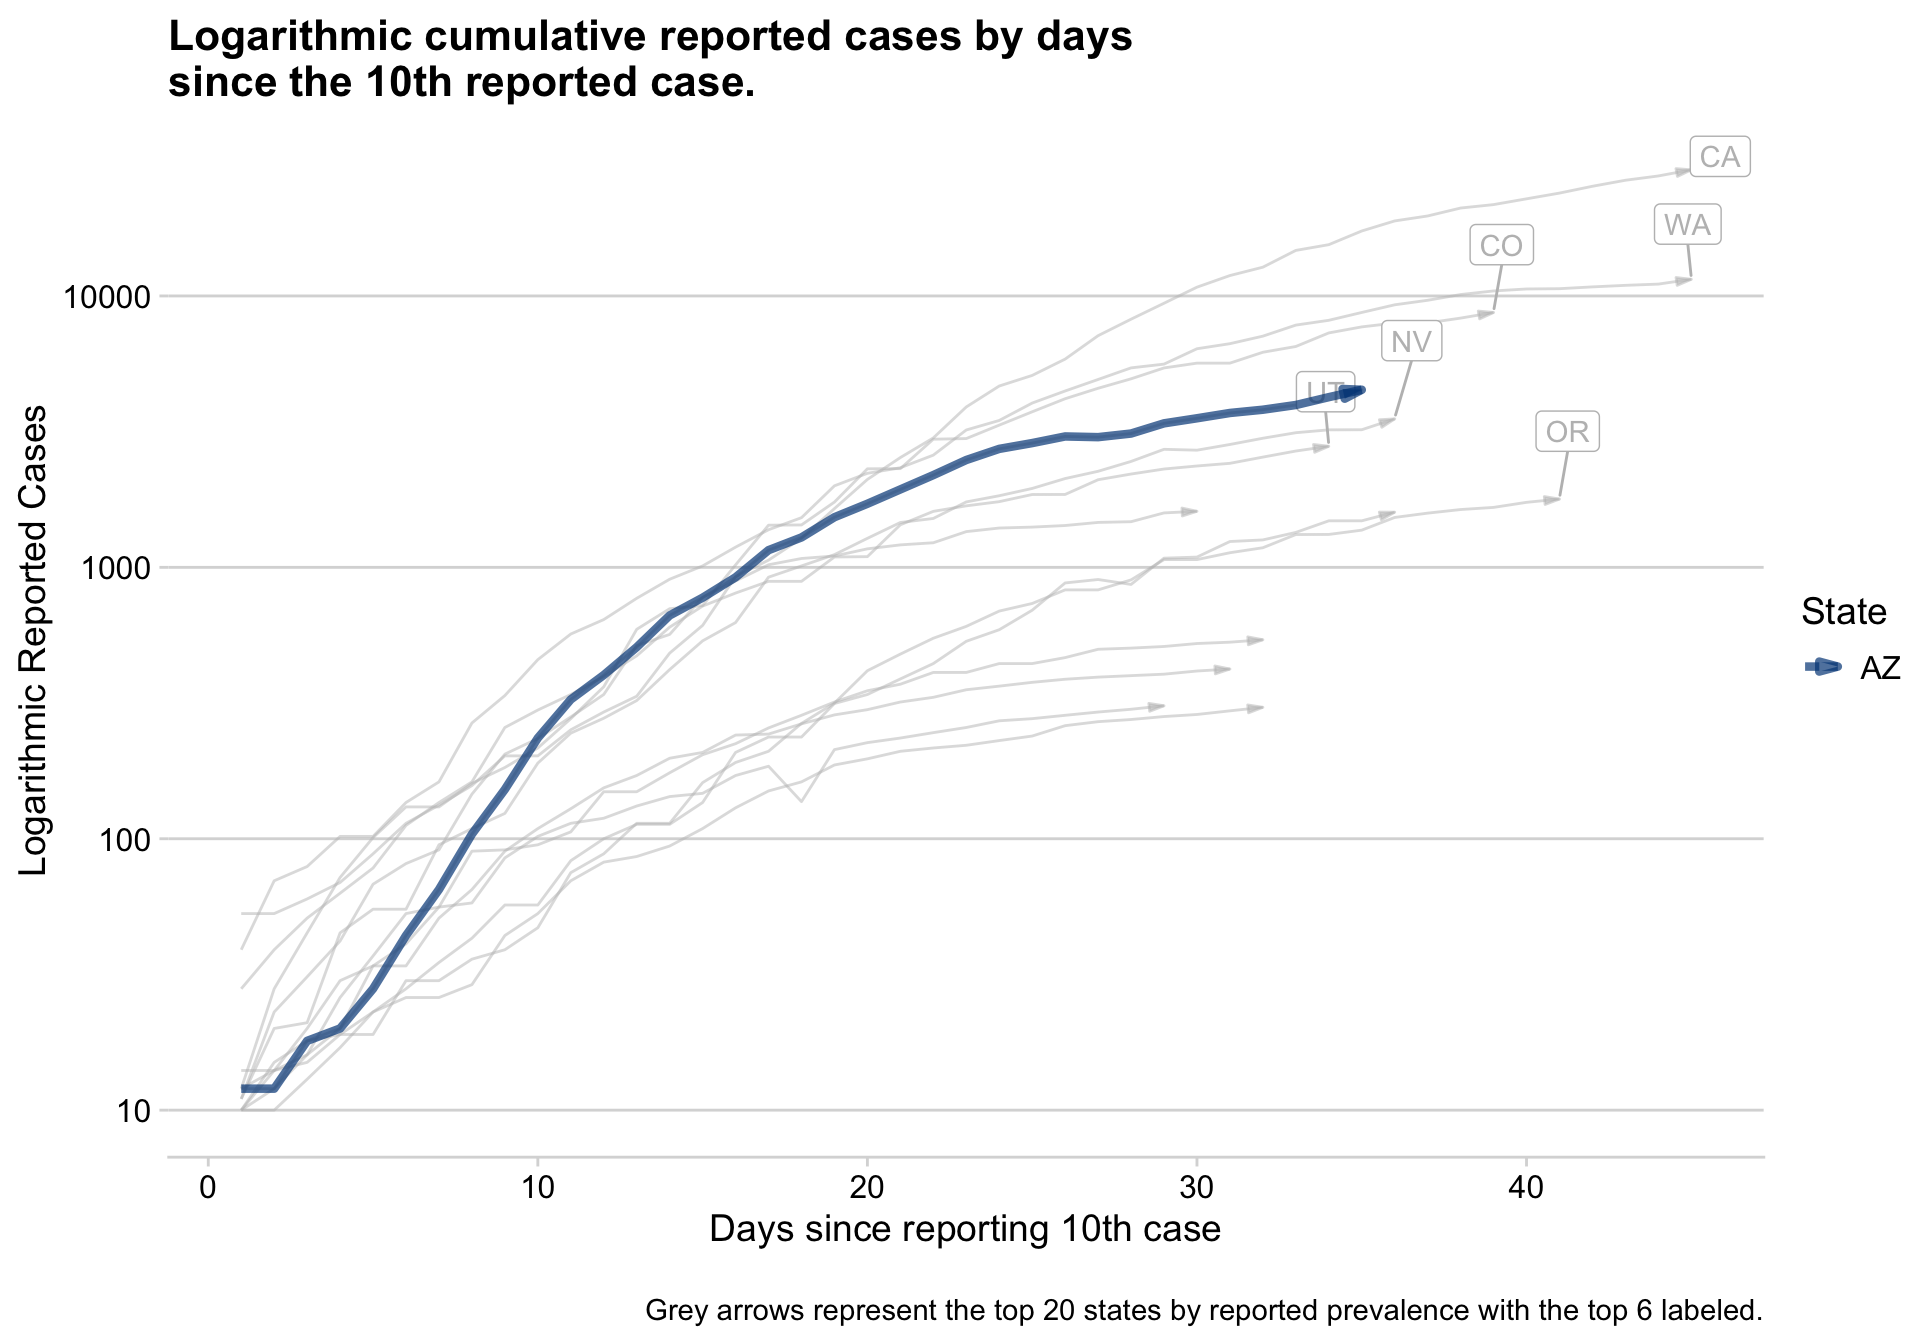 Logarithmic cumulative reported cases by days
since the 10th reported case.
CA
WA
CO
10000
NV
UT
OR
Logarithmic Reported Cases
1000
State
AZ
100
10
0 10 20 30 40
Days since reporting 10th case
Grey arrows represent the top 20 states by reported prevalence with the top 6 labeled.